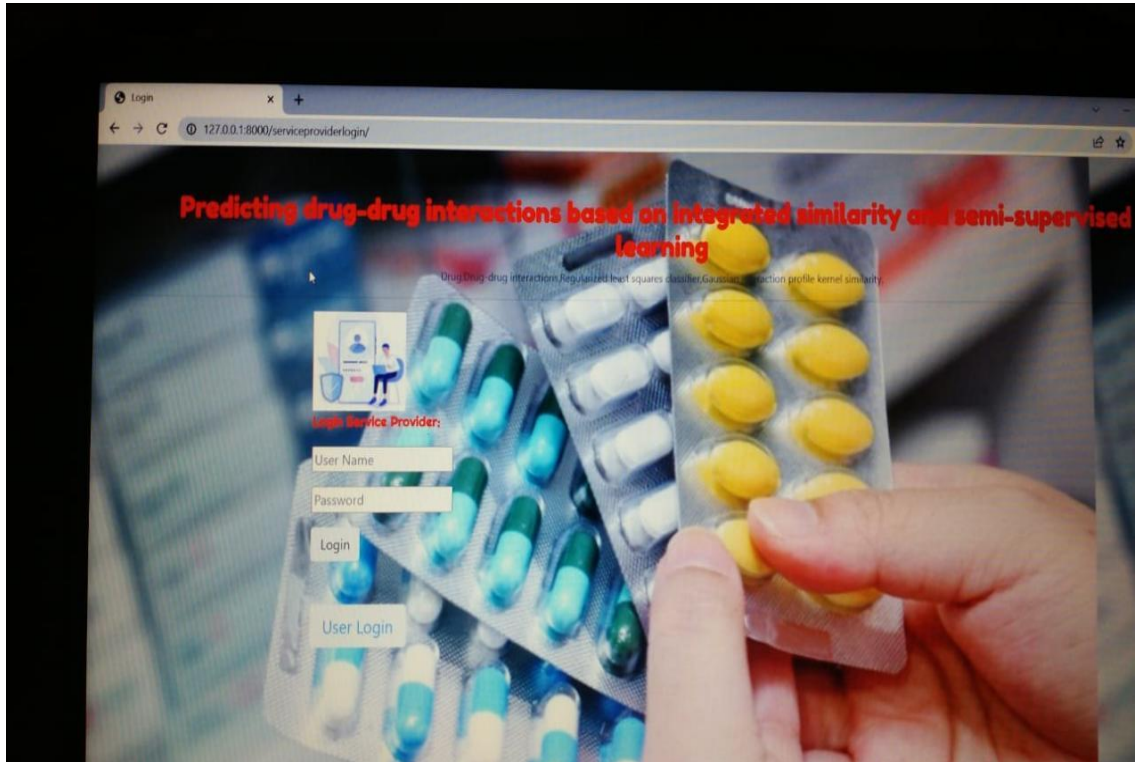 Login
127.0.0.1:8000/serviceproviderlogin/
Predicting drug-drug interactions based on integrated similarity and semi-supervised
learning
Drug,Drug-drug interactions,Regularized least squares classifier,Gaussian interaction profile kernel similarity.
Login Service Provider:
User Name
Password
Login
User Login